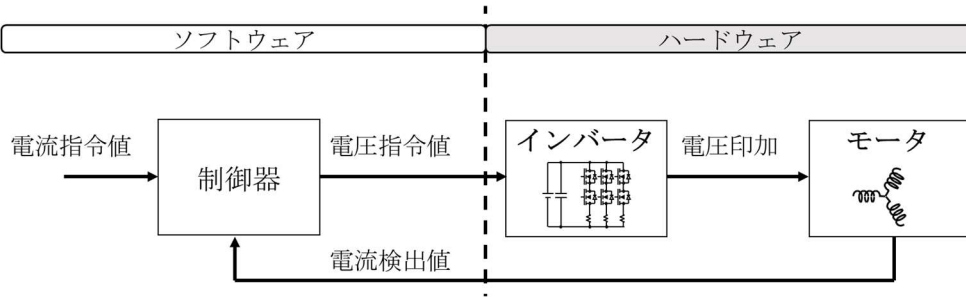 ソフトウェア
ハードウェア
電流指令値
制御器
電圧指令値
インバータ
電圧印加
モータ
電流検出値